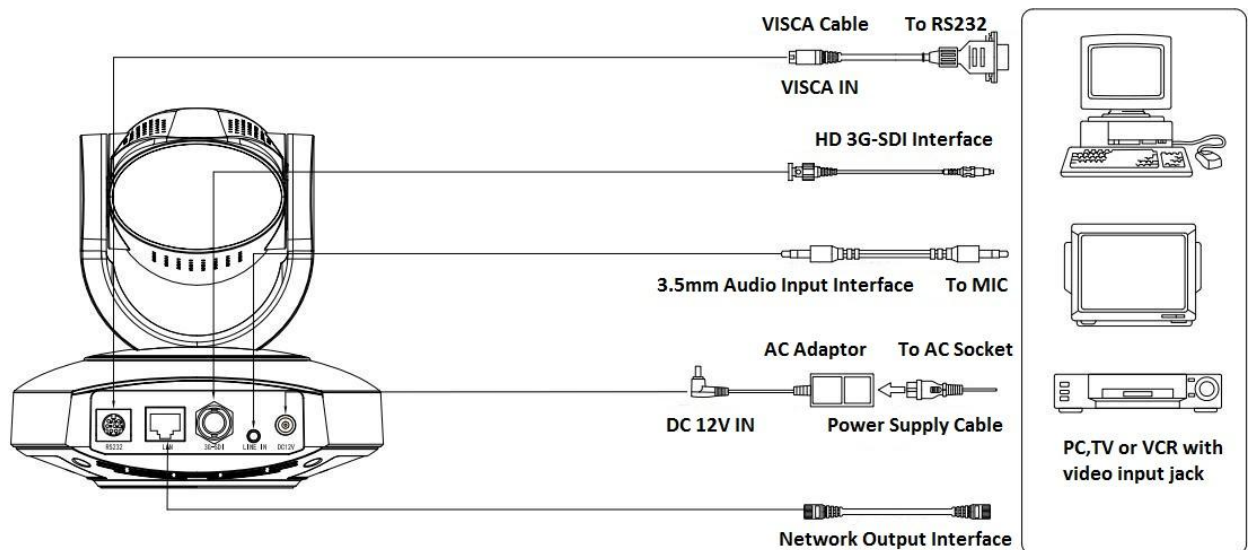 VISCA Cable To RS232
VISCA IN
HD 3G-SDI Interface
3.5mm Audio Input Interface To MIC
AC Adaptor To AC Socket
DC 12V IN Power Supply Cable
RS232 LAN 3G-SDI LINE IN DC12V
Network Output Interface
PC,TV or VCR with
video input jack